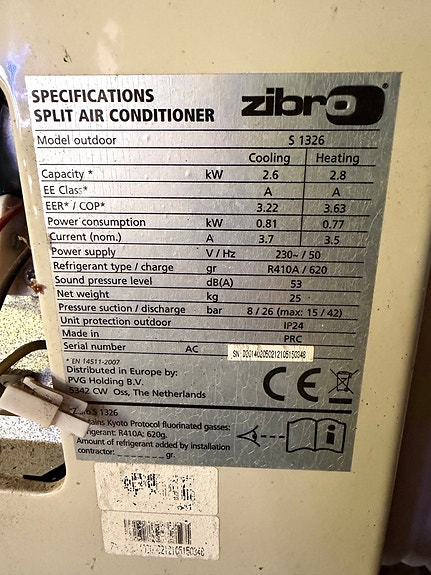 SPECIFICATIONS
SPLIT AIR CONDITIONER
zibro
Model outdoor S 1326
Cooling Heating
Capacity * kW 2.6 2.8
EE Class* A A
EER* / COP* 3.22 3.63
Power consumption kW 0.81 0.77
Current (nom.) A 3.7 3.5
Power supply V / Hz 230~ / 50
Refrigerant type / charge gr R410A / 620
Sound pressure level dB(A) 53
Net weight kg 25
Pressure suction / discharge bar 8 / 26 (max: 15 / 42)
Unit protection outdoor IP24
Made in PRC
Serial number AC
* EN 14511-2007
Distributed in Europe by:
PVG Holding B.V.
5342 CW Oss, The Netherlands
CE
S 1326
Kyoto Protocol fluorinated gases:
R410A; 620g.
Amount of refrigerant added by installation
contractor: _ _ _ _ _ _ _ gr.